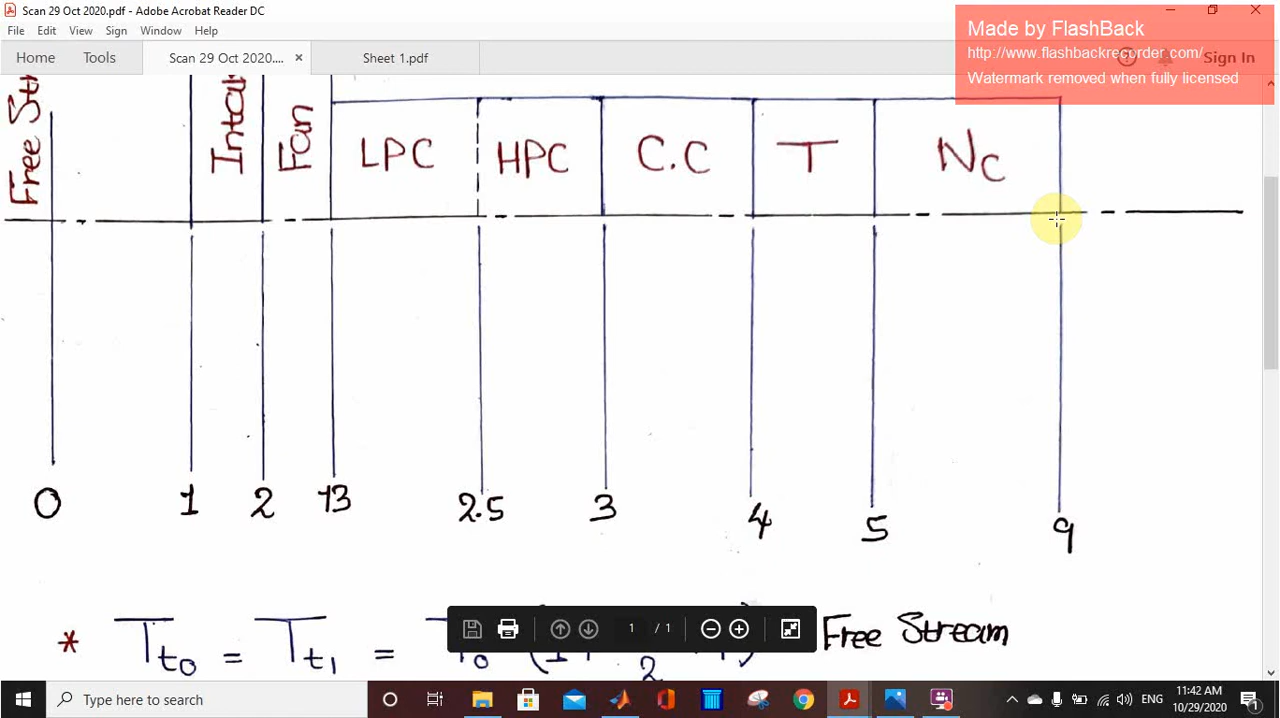 Scan 29 Oct 2020.pdf - Adobe Acrobat Reader DC
File Edit View Sign Window Help
Home Tools Scan 29 Oct 2020.... × Sheet 1.pdf Sign In
Made by FlashBack
http://www.flashbackrecorder.com/
Watermark removed when fully licensed
Free
Fan
LPC HPC C.C T Nc
0 1 2 13 2.5 3 4 5 9
* Tt0 = Tt1 = Free Stream
1 / 1
Type here to search
ENG
11:42 AM
10/29/2020